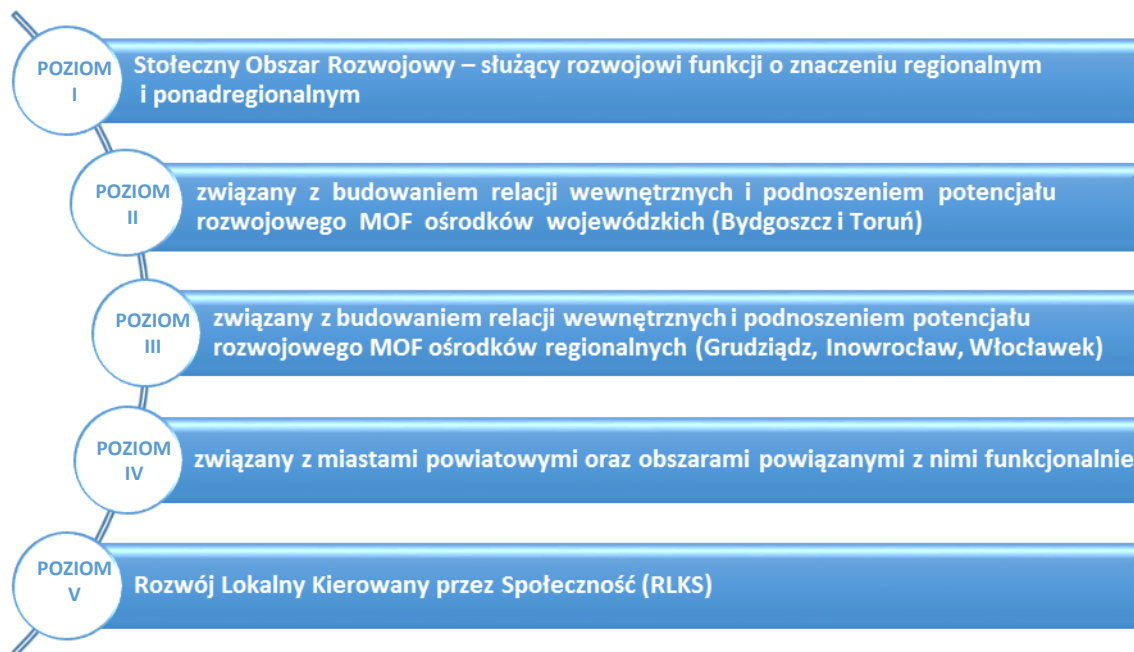 POZIOM
I
Stołeczny Obszar Rozwojowy – służący rozwojowi funkcji o znaczeniu regionalnym
i ponadregionalnym
POZIOM
II
związany z budowaniem relacji wewnętrznych i podnoszeniem potencjału
rozwojowego MOF ośrodków wojewódzkich (Bydgoszcz i Toruń)
POZIOM
III
związany z budowaniem relacji wewnętrznych i podnoszeniem potencjału
rozwojowego MOF ośrodków regionalnych (Grudziądz, Inowrocław, Włocławek)
POZIOM
IV
związany z miastami powiatowymi oraz obszarami powiązanymi z nimi funkcjonalnie
POZIOM
V
Rozwój Lokalny Kierowany przez Społeczność (RLKS)